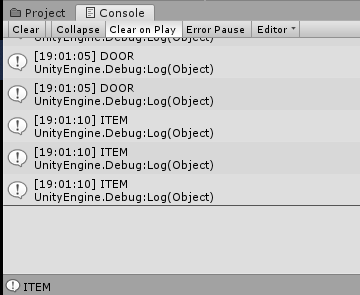 Project Console
Clear Collapse Clear on Play Error Pause Editor
UnityEngine.Debug:Log(Object)
[19:01:05] DOOR
UnityEngine.Debug:Log(Object)
[19:01:05] DOOR
UnityEngine.Debug:Log(Object)
[19:01:10] ITEM
UnityEngine.Debug:Log(Object)
[19:01:10] ITEM
UnityEngine.Debug:Log(Object)
[19:01:10] ITEM
UnityEngine.Debug:Log(Object)
ITEM